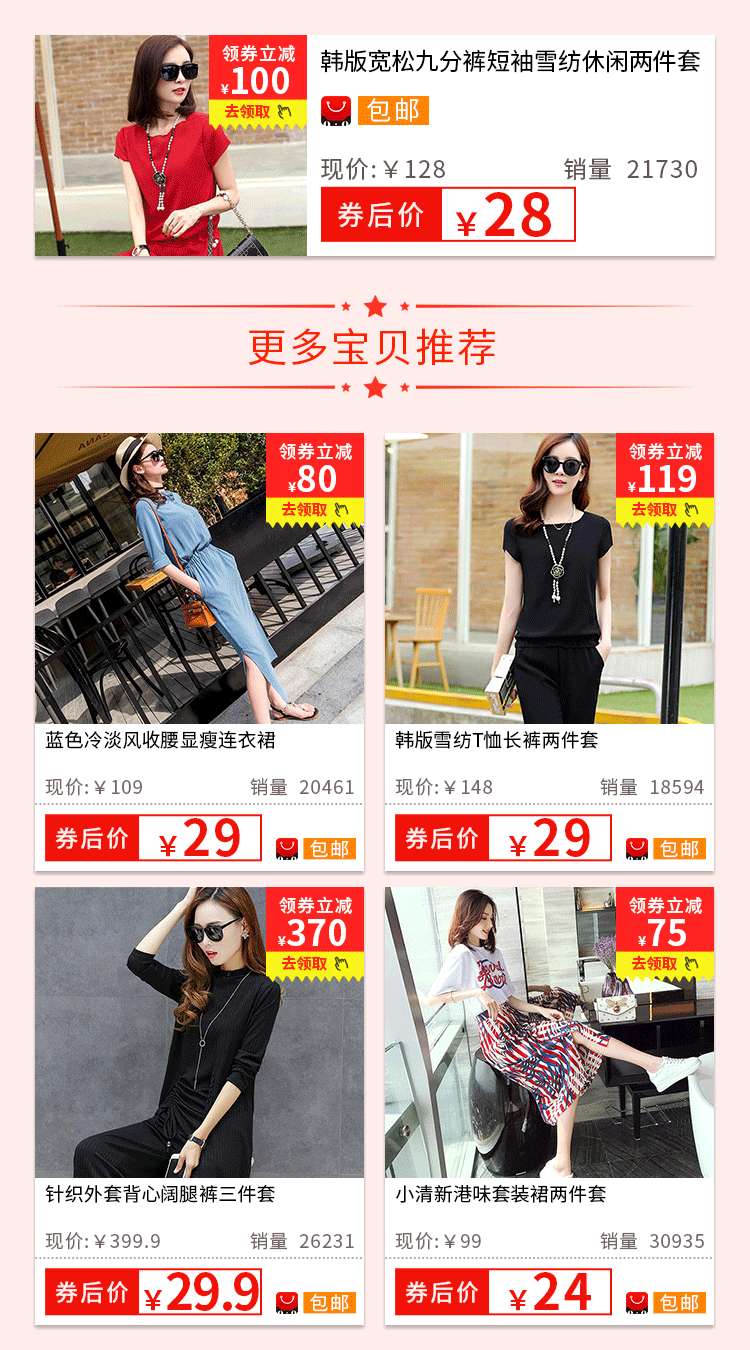 领券立减
¥100
去领取
韩版宽松九分裤短袖雪纺休闲两件套
包邮
现价:￥128
销量 21730
券后价
¥28
更多宝贝推荐
领券立减
¥80
去领取
蓝色冷淡风收腰显瘦连衣裙
现价:￥109
销量 20461
券后价
¥29
包邮
领券立减
¥119
去领取
韩版雪纺T恤长裤两件套
现价:￥148
销量 18594
券后价
¥29
包邮
领券立减
¥370
去领取
针织外套背心阔腿裤三件套
现价:￥399.9
销量 26231
券后价
¥29.9
包邮
领券立减
¥75
去领取
小清新港味套装裙两件套
现价:￥99
销量 30935
券后价
¥24
包邮